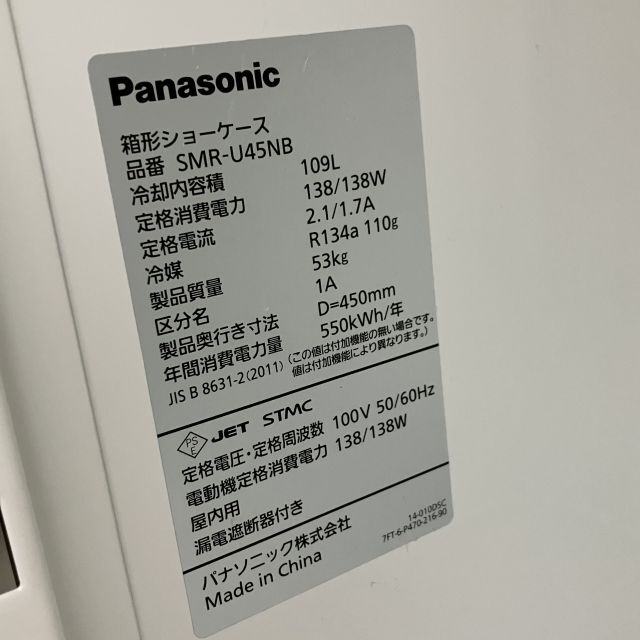 Panasonic
箱形ショーケース
品番 SMR-U45NB
冷却内容積 109L
定格消費電力 138/138W
定格電流 2.1/1.7A
冷媒 R134a 110g
製品質量 53kg
区分名 1A
製品奥行き寸法 D=450mm
年間消費電力量 550kWh/年
JIS B 8631-2(2011) (この値は付加機能の無い場合です。
値は付加機能により異なります。)
PS
E JET STMC
定格電圧・定格周波数 100V 50/60Hz
電動機定格消費電力 138/138W
屋内用
漏電遮断器付き
14-010DSC
7FT-6-P470-216-90
パナソニック株式会社
Made in China